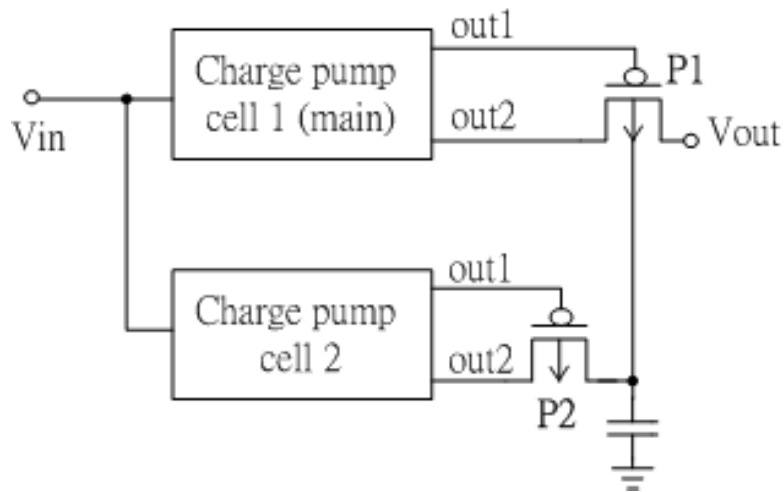 out1
Charge pump
cell 1 (main)
P1
Vin
out2
Vout
out1
Charge pump
cell 2
out2
P2